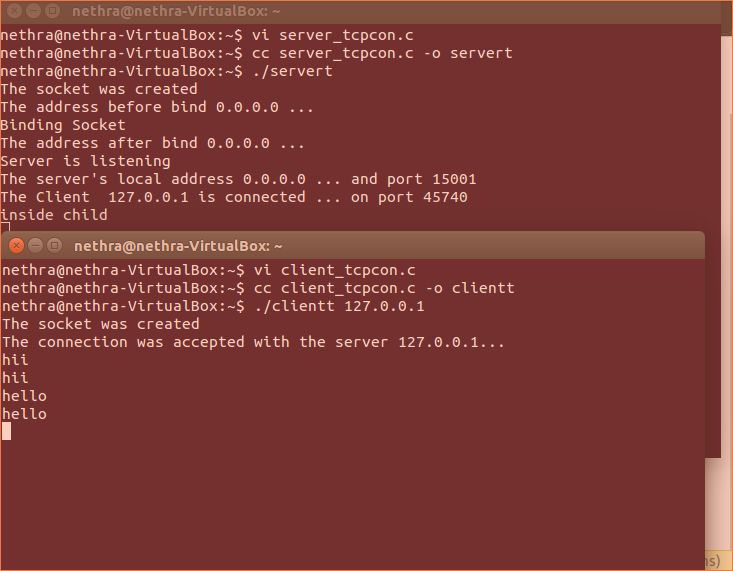 nethra@nethra-VirtualBox: ~
nethra@nethra-VirtualBox:~$ vi server_tcpcon.c
nethra@nethra-VirtualBox:~$ cc server_tcpcon.c -o servert
nethra@nethra-VirtualBox:~$ ./servert
The socket was created
The address before bind 0.0.0.0 ...
Binding Socket
The address after bind 0.0.0.0 ...
Server is listening
The server's local address 0.0.0.0 ... and port 15001
The Client  127.0.0.1 is connected ... on port 45740
inside child
nethra@nethra-VirtualBox: ~
nethra@nethra-VirtualBox:~$ vi client_tcpcon.c
nethra@nethra-VirtualBox:~$ cc client_tcpcon.c -o clientt
nethra@nethra-VirtualBox:~$ ./clientt 127.0.0.1
The socket was created
The connection was accepted with the server 127.0.0.1...
hii
hii
hello
hello